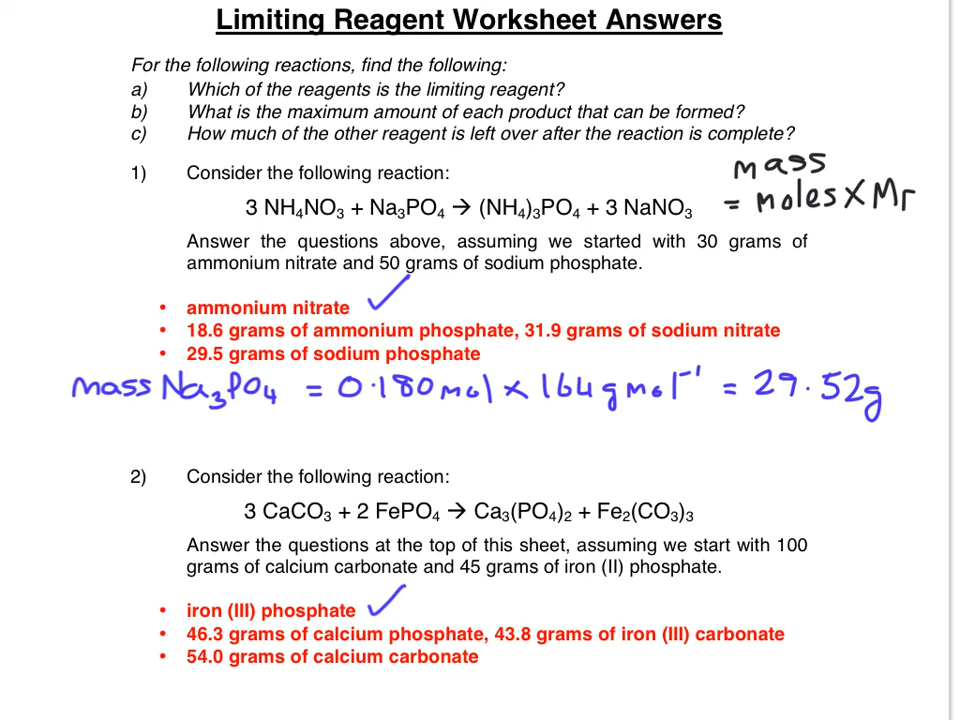 Limiting Reagent Worksheet Answers
For the following reactions, find the following:
a) Which of the reagents is the limiting reagent?
b) What is the maximum amount of each product that can be formed?
c) How much of the other reagent is left over after the reaction is complete?
1) Consider the following reaction:
mass
= moles X Mr
3 NH₄NO₃ + Na₃PO₄ → (NH₄)₃PO₄ + 3 NaNO₃
Answer the questions above, assuming we started with 30 grams of
ammonium nitrate and 50 grams of sodium phosphate.
• ammonium nitrate ✓
• 18.6 grams of ammonium phosphate, 31.9 grams of sodium nitrate
• 29.5 grams of sodium phosphate
mass Na₃PO₄ = 0.180mol x 164gmol⁻¹ = 29.52g
2) Consider the following reaction:
3 CaCO₃ + 2 FePO₄ → Ca₃(PO₄)₂ + Fe₂(CO₃)₃
Answer the questions at the top of this sheet, assuming we start with 100
grams of calcium carbonate and 45 grams of iron (II) phosphate.
• iron (III) phosphate ✓
• 46.3 grams of calcium phosphate, 43.8 grams of iron (III) carbonate
• 54.0 grams of calcium carbonate